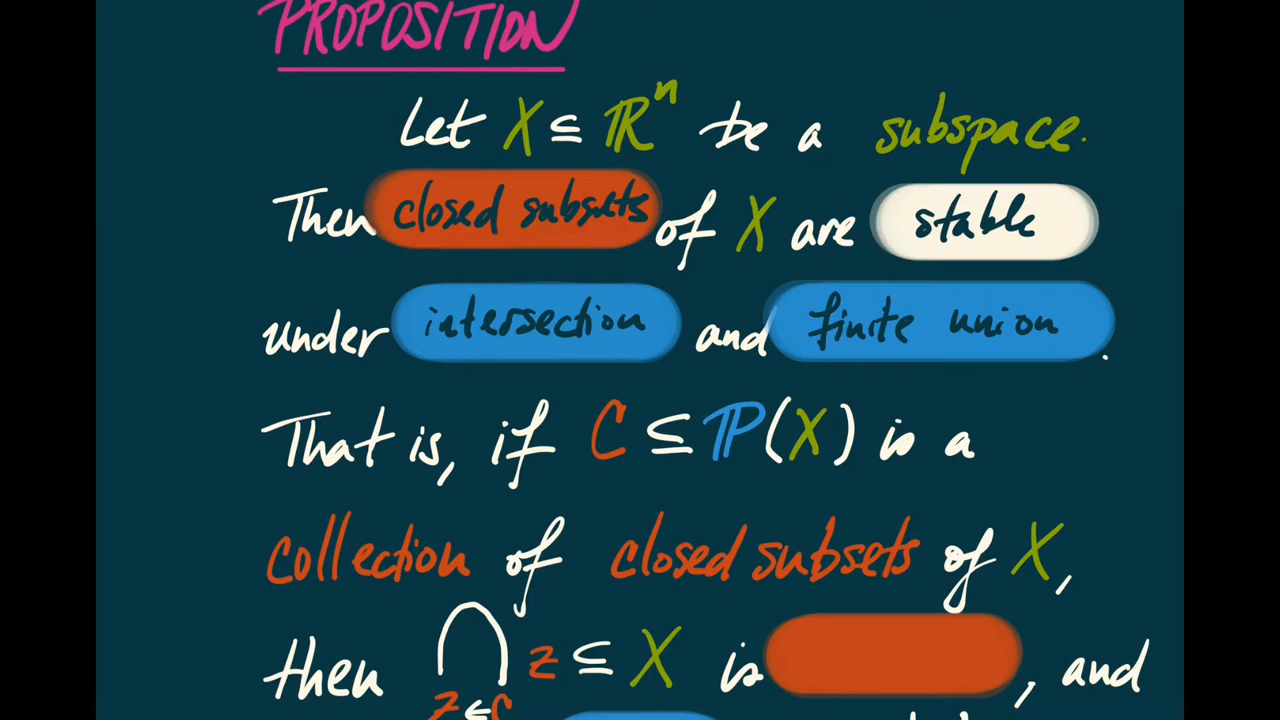 PROPOSITION
Let X ⊆ ℝⁿ be a subspace.
Then closed subsets of X are stable
under intersection and finite union.
That is, if C ⊆ ℙ(X) is a
collection of closed subsets of X,
then ⋂ z ⊆ X is , and
z ∈ C